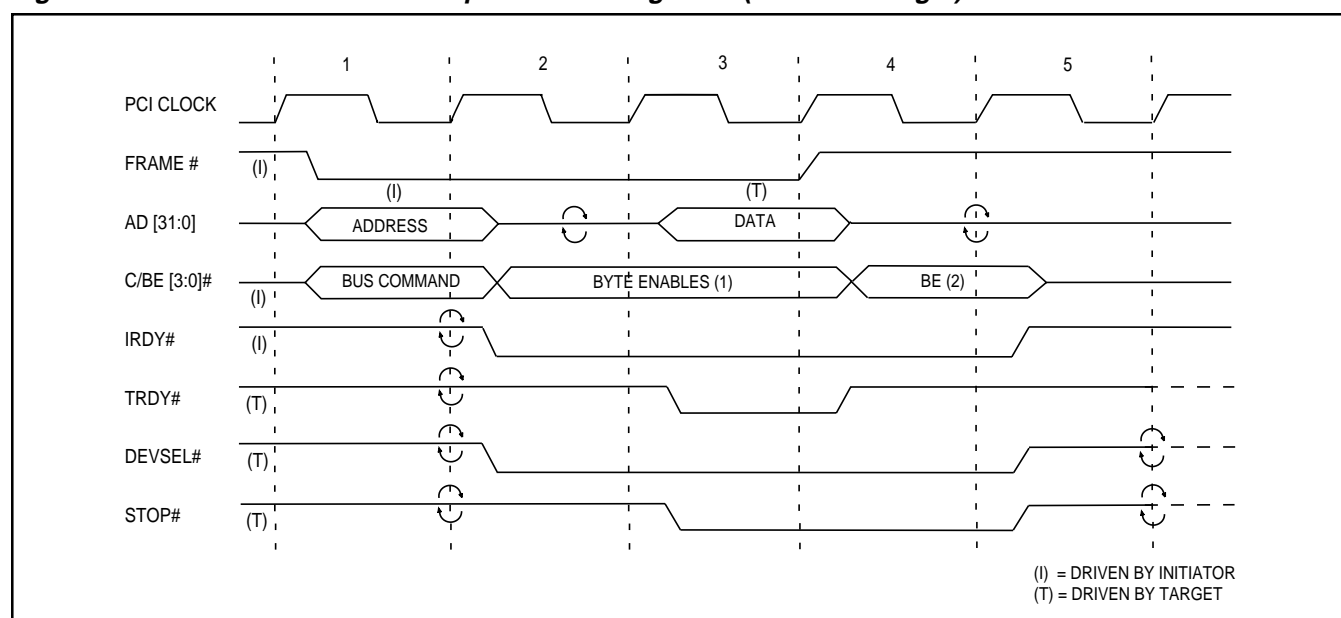 1 2 3 4 5
PCI CLOCK
FRAME # (I)
(I) (T)
AD [31:0] ADDRESS DATA
C/BE [3:0]# (I) BUS COMMAND BYTE ENABLES (1) BE (2)
IRDY# (I)
TRDY# (T)
DEVSEL# (T)
STOP# (T)
(I) = DRIVEN BY INITIATOR
(T) = DRIVEN BY TARGET